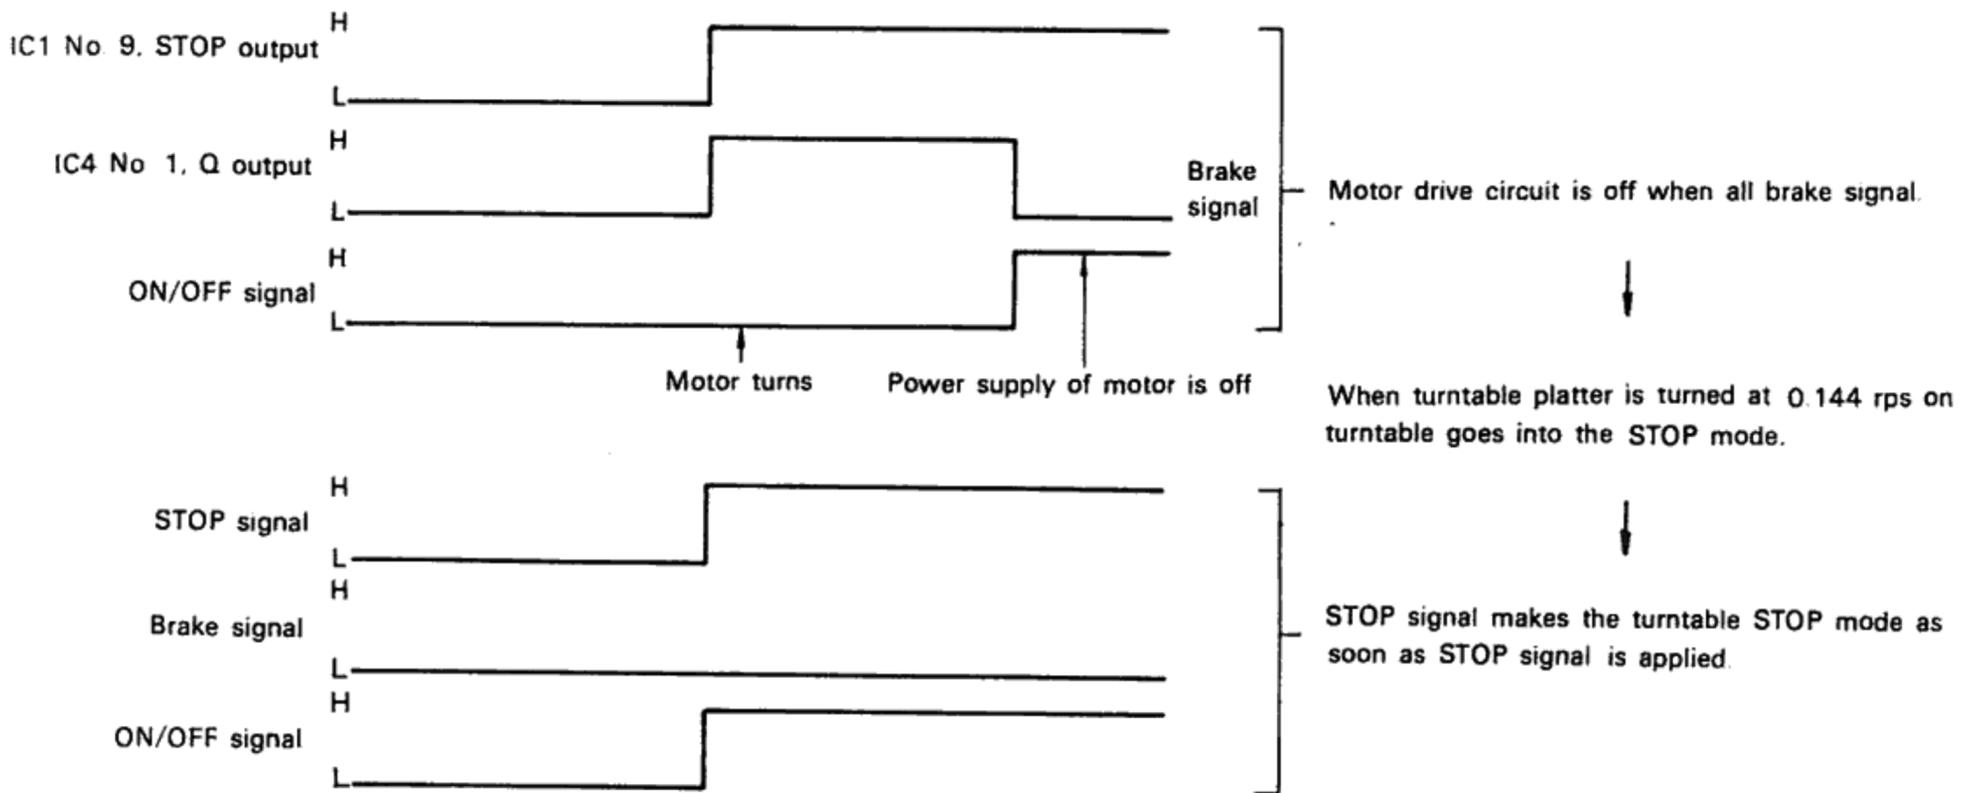 H
IC1 No 9. STOP output
L
H
IC4 No 1. Q output
L
H
ON/OFF signal
L
Motor turns
Power supply of motor is off
Brake
signal
Motor drive circuit is off when all brake signal.
When turntable platter is turned at 0.144 rps on
turntable goes into the STOP mode.
H
STOP signal
L
H
Brake signal
L
H
ON/OFF signal
L
STOP signal makes the turntable STOP mode as
soon as STOP signal is applied.